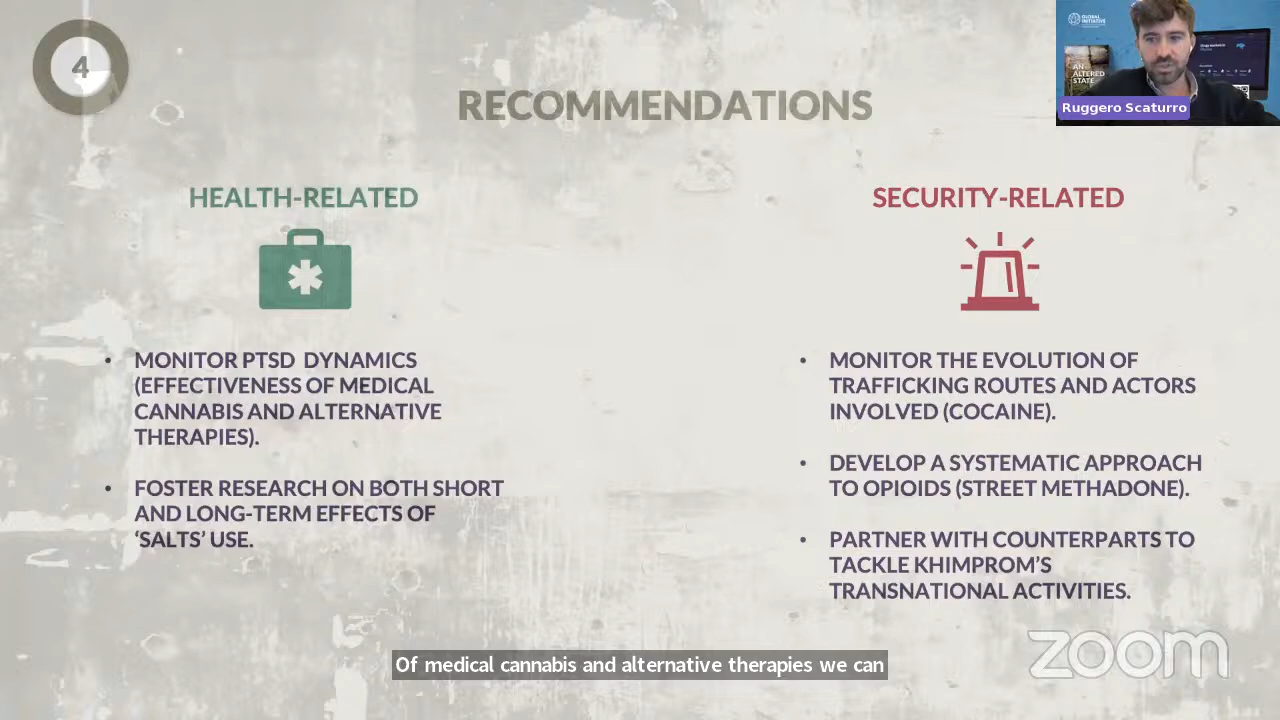 4
RECOMMENDATIONS
GLOBAL
INITIATIVE
AN
ALTERED
STATE
Ruggero Scaturro
HEALTH-RELATED
MONITOR PTSD DYNAMICS
(EFFECTIVENESS OF MEDICAL
CANNABIS AND ALTERNATIVE
THERAPIES).
FOSTER RESEARCH ON BOTH SHORT
AND LONG-TERM EFFECTS OF
‘SALTS’ USE.
SECURITY-RELATED
MONITOR THE EVOLUTION OF
TRAFFICKING ROUTES AND ACTORS
INVOLVED (COCAINE).
DEVELOP A SYSTEMATIC APPROACH
TO OPIOIDS (STREET METHADONE).
PARTNER WITH COUNTERPARTS TO
TACKLE KHIMPROM’S
TRANSNATIONAL ACTIVITIES.
Of medical cannabis and alternative therapies we can
zoom